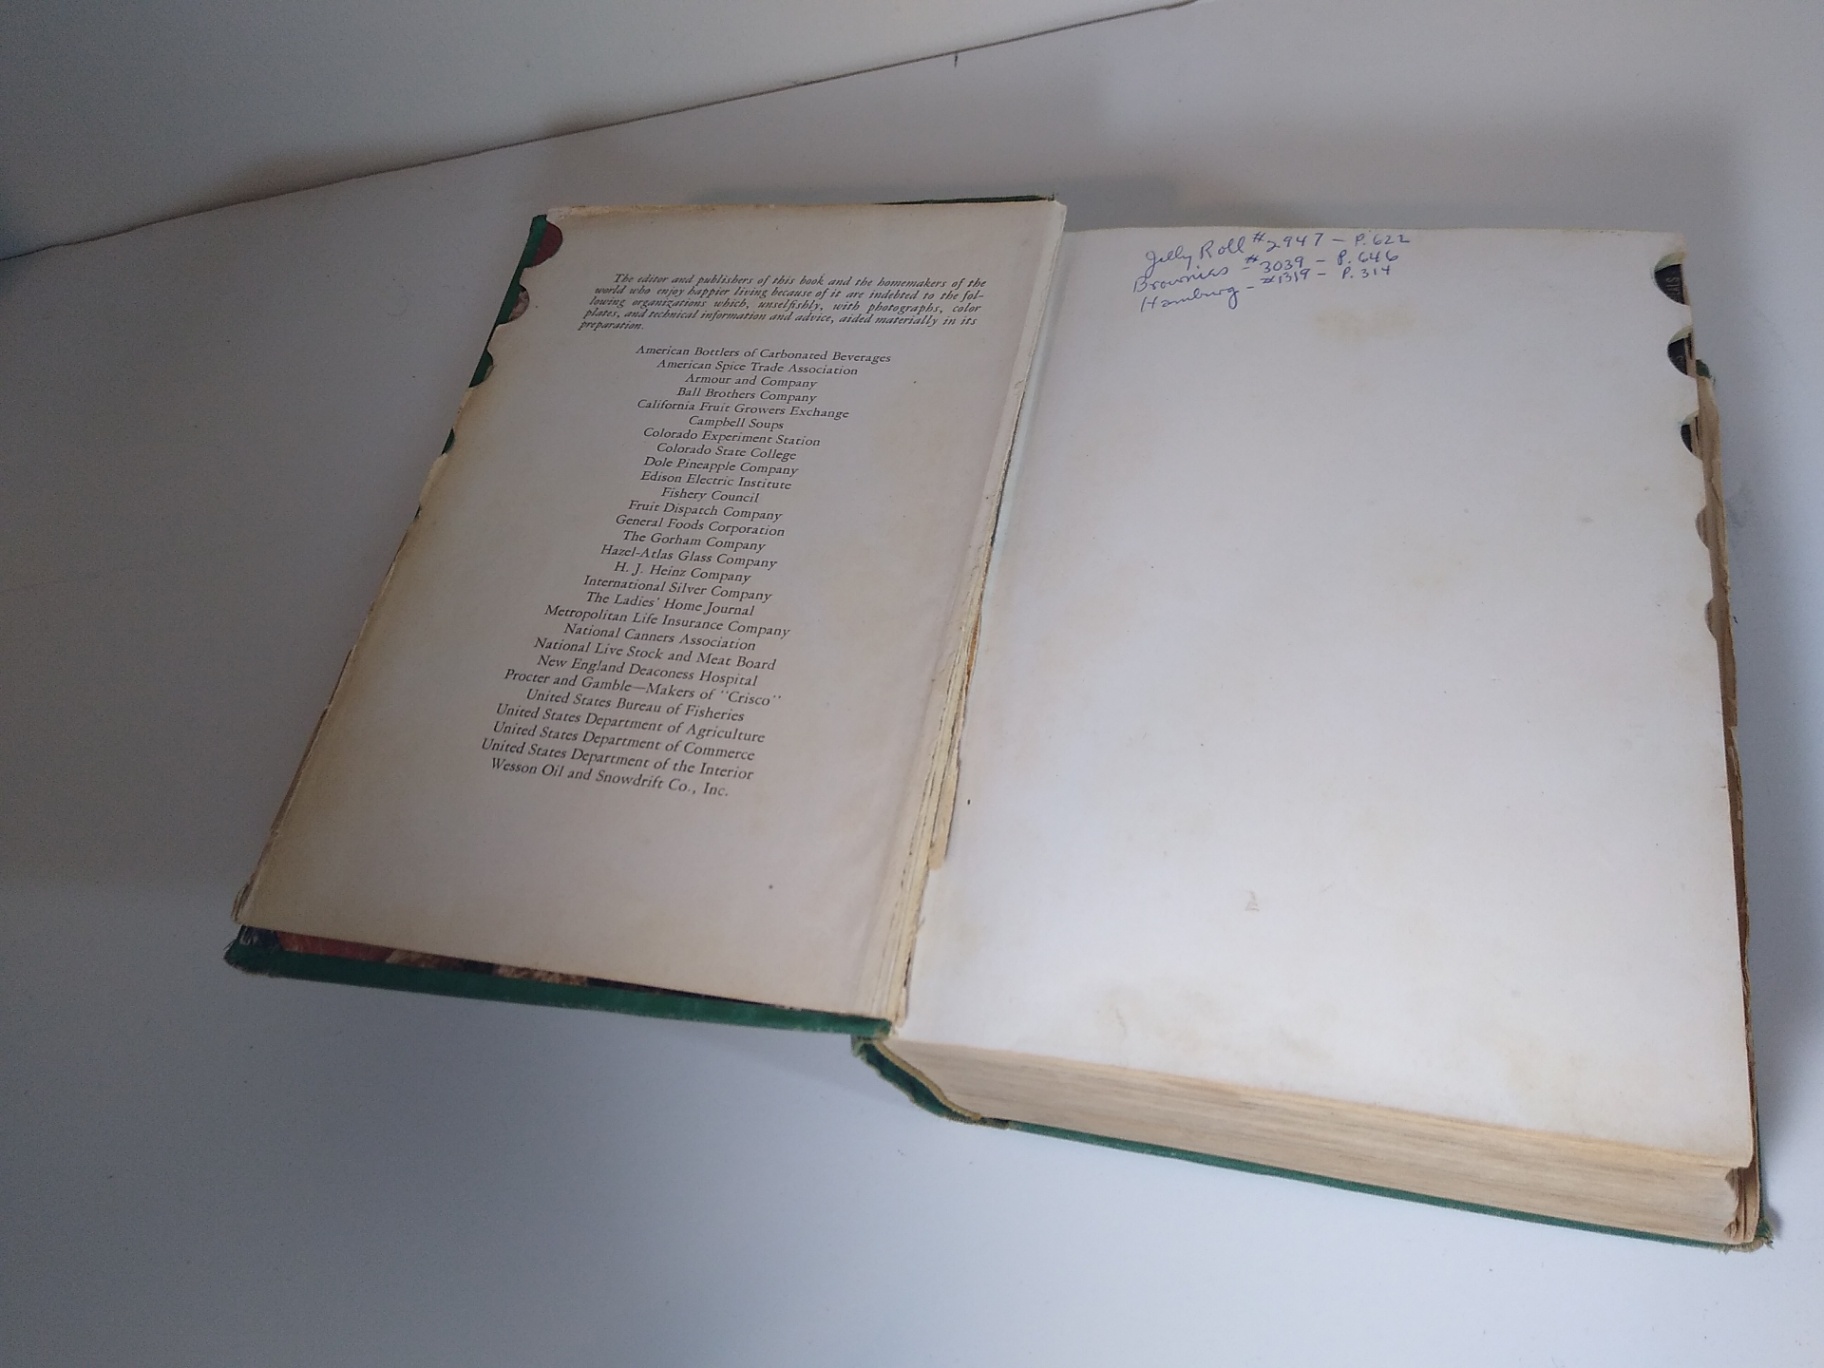 The editor and publishers of this book and the homemakers of the
world who enjoy happier living because of it are indebted to the fol-
lowing organizations which, unselfishly, with photographs, color
plates, and technical information and advice, aided materially in its
preparation.
American Bottlers of Carbonated Beverages
American Spice Trade Association
Armour and Company
Ball Brothers Company
California Fruit Growers Exchange
Campbell Soups
Colorado Experiment Station
Colorado State College
Dole Pineapple Company
Edison Electric Institute
Fishery Council
Fruit Dispatch Company
General Foods Corporation
The Gorham Company
Hazel-Atlas Glass Company
H. J. Heinz Company
International Silver Company
The Ladies' Home Journal
Metropolitan Life Insurance Company
National Canners Association
National Live Stock and Meat Board
New England Deaconess Hospital
Procter and Gamble—Makers of "Crisco"
United States Bureau of Fisheries
United States Department of Agriculture
United States Department of Commerce
United States Department of the Interior
Wesson Oil and Snowdrift Co., Inc.
Jelly Roll #2947 - P. 622
Brownies - #3039 - P. 646
Hamburg - #1319 - P. 314